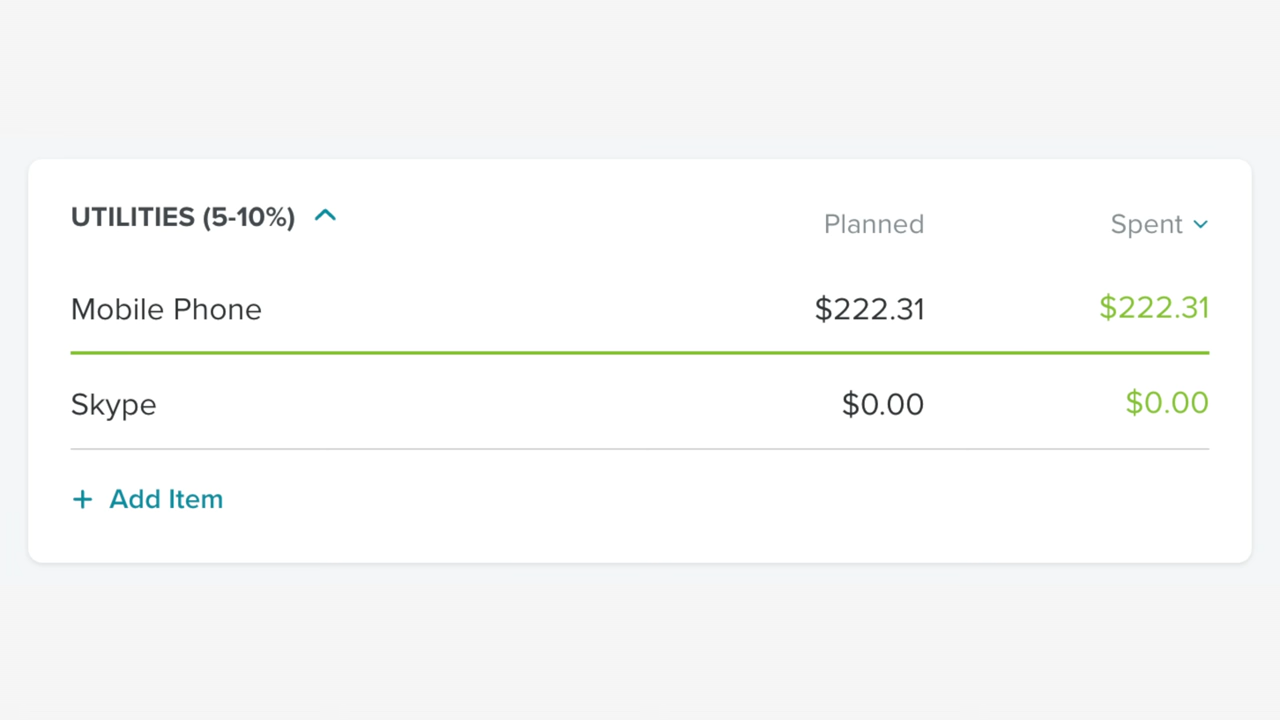 UTILITIES (5-10%) Planned Spent
Mobile Phone $222.31 $222.31
Skype $0.00 $0.00
+ Add Item